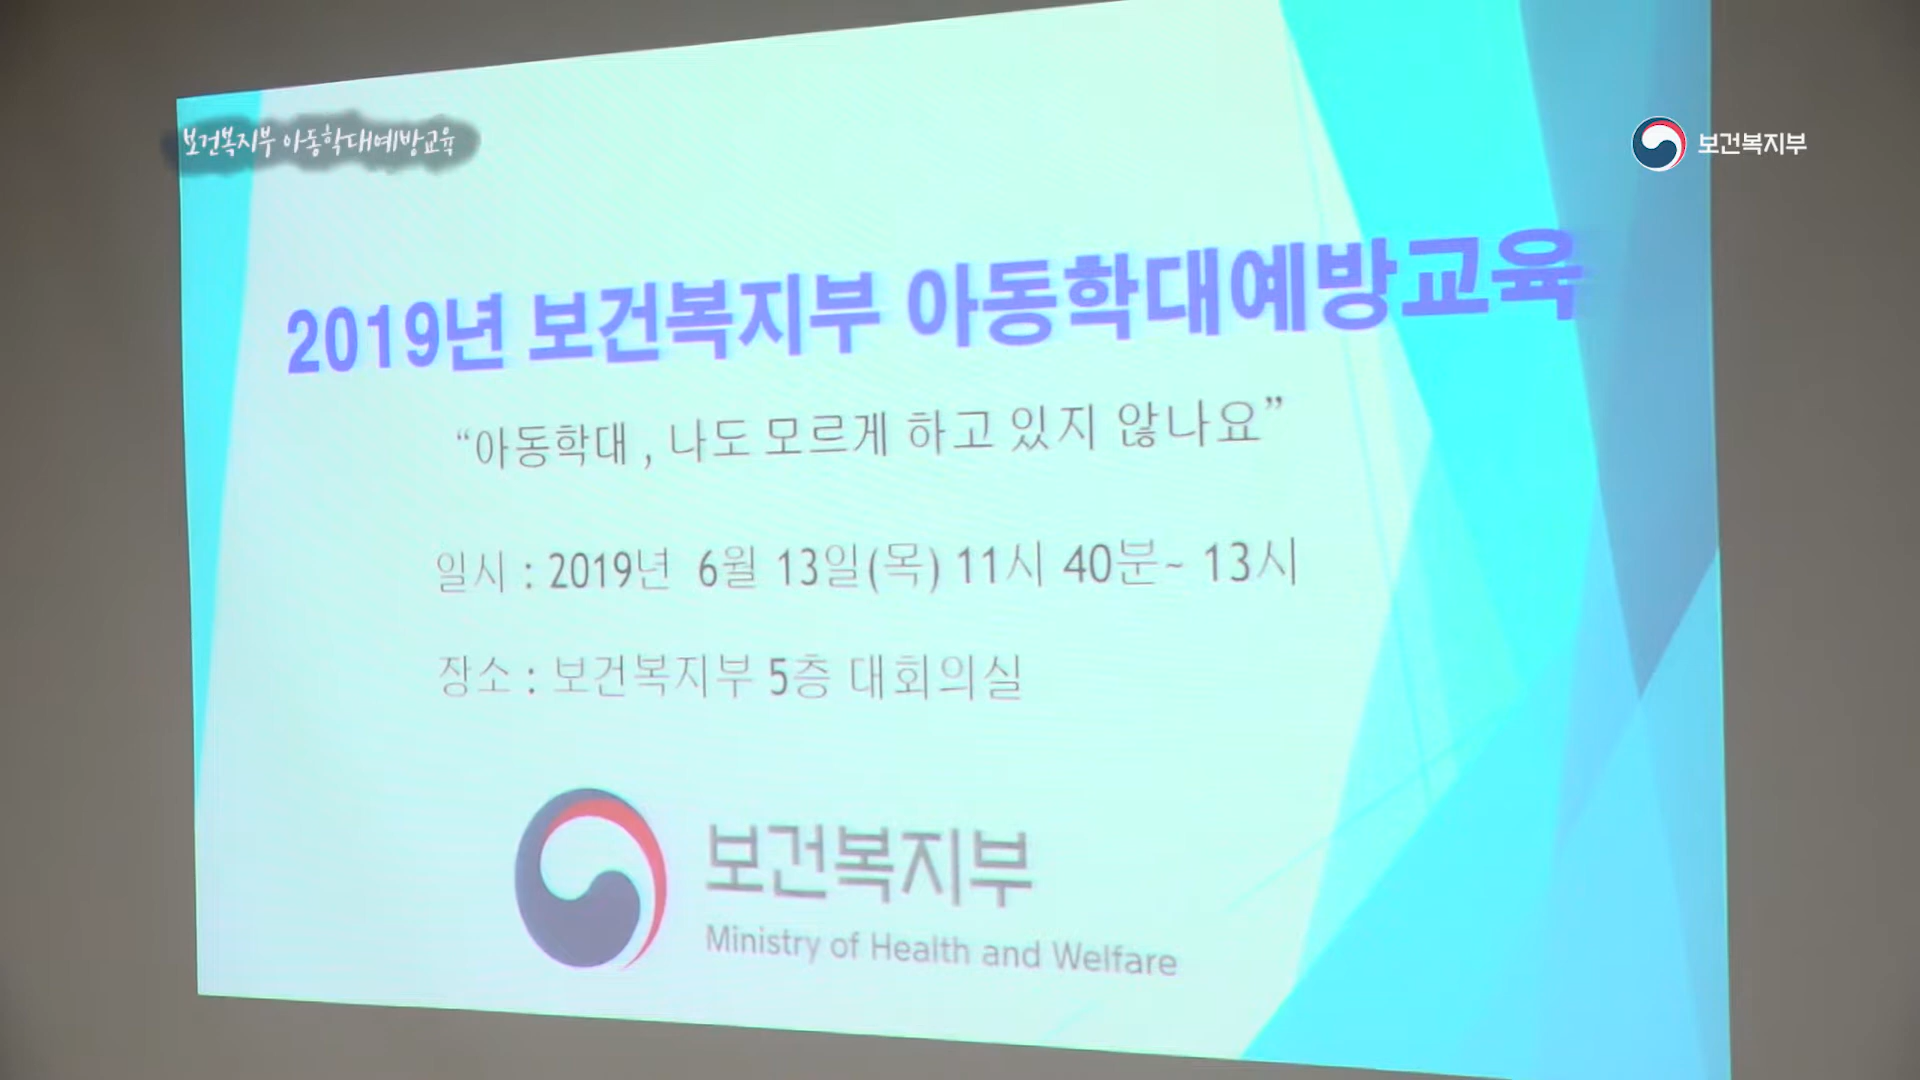 보건복지부 아동학대예방교육
보건복지부
2019년 보건복지부 아동학대예방교육
“아동학대, 나도 모르게 하고 있지 않나요”
일시 : 2019년 6월 13일(목) 11시 40분~ 13시
장소 : 보건복지부 5층 대회의실
보건복지부
Ministry of Health and Welfare